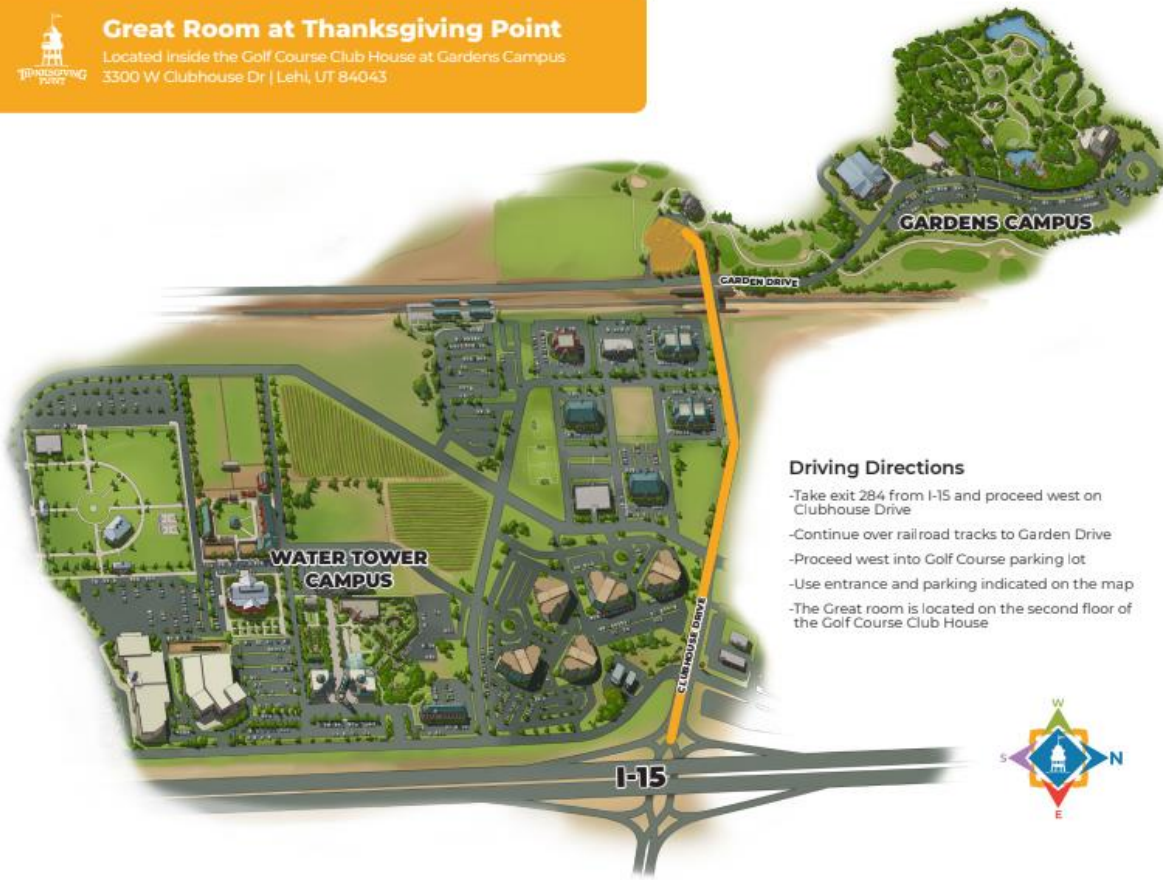 Great Room at Thanksgiving Point
Located inside the Golf Course Club House at Gardens Campus
3300 W Clubhouse Dr | Lehi, UT 84043
THANKSGIVING
POINT
GARDENS CAMPUS
GARDEN DRIVE
WATER TOWER
CAMPUS
CLUBHOUSE DRIVE
I-15
Driving Directions
-Take exit 284 from I-15 and proceed west on
Clubhouse Drive
-Continue over railroad tracks to Garden Drive
-Proceed west into Golf Course parking lot
-Use entrance and parking indicated on the map
-The Great room is located on the second floor of
the Golf Course Club House
W
S
N
E